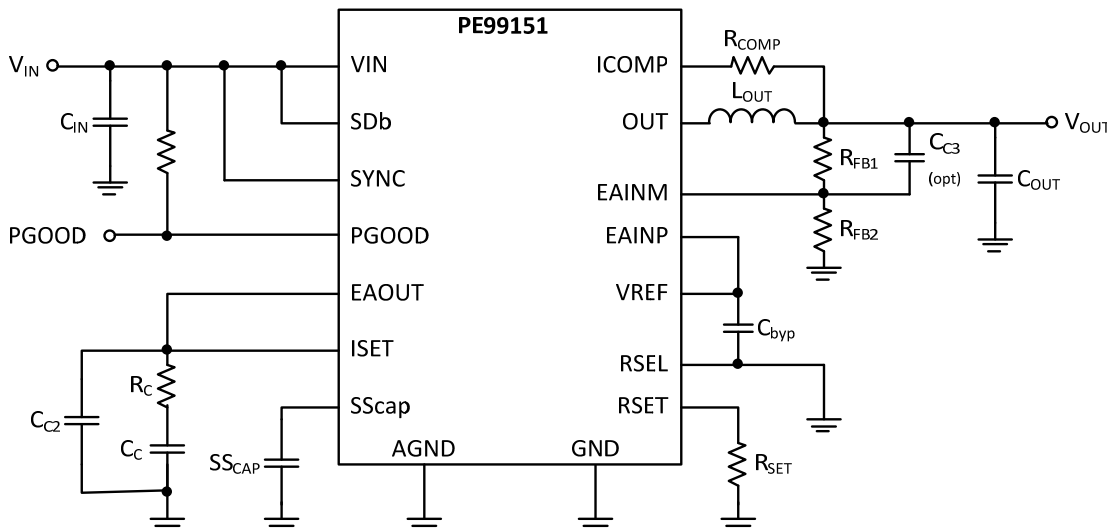 PE99151
V_IN
VIN
ICOMP
R_COMP
L_OUT
C_IN
SDb
OUT
V_OUT
R_FB1
C_C3
(opt)
C_OUT
SYNC
EAINM
PGOOD
PGOOD
EAINP
R_FB2
EAOUT
VREF
C_byp
ISET
RSEL
R_C
C_C2
SScap
RSET
C_C
SS_CAP
AGND
GND
R_SET